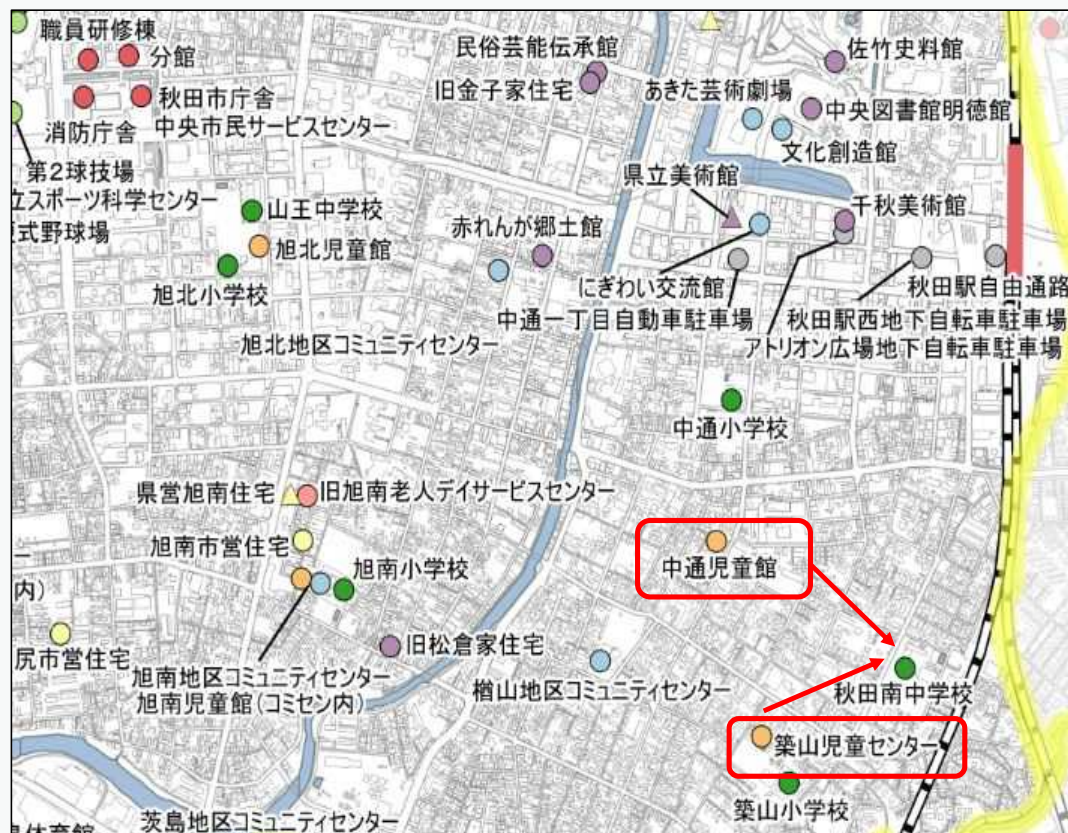 職員研修棟
分館
秋田市庁舎
消防庁舎
中央市民サービスセンター
第2球技場
立スポーツ科学センター
式野球場
民俗芸能伝承館
旧金子家住宅
佐竹史料館
あきた芸術劇場
中央図書館明徳館
文化創造館
県立美術館
千秋美術館
山王中学校
旭北児童館
旭北小学校
赤れんが郷土館
にぎわい交流館
秋田駅自由通路
中通一丁目自動車駐車場
秋田駅西地下自転車駐車場
旭北地区コミュニティセンター
アトリオン広場地下自転車駐車場
中通小学校
県営旭南住宅
旧旭南老人デイサービスセンター
旭南市営住宅
中通児童館
旭南小学校
内)
旧松倉家住宅
尻市営住宅
旭南地区コミュニティセンター
旭南児童館(コミセン内)
楢山地区コミュニティセンター
秋田南中学校
築山児童センター
築山小学校
茨島地区コミュニティセンター
体育館